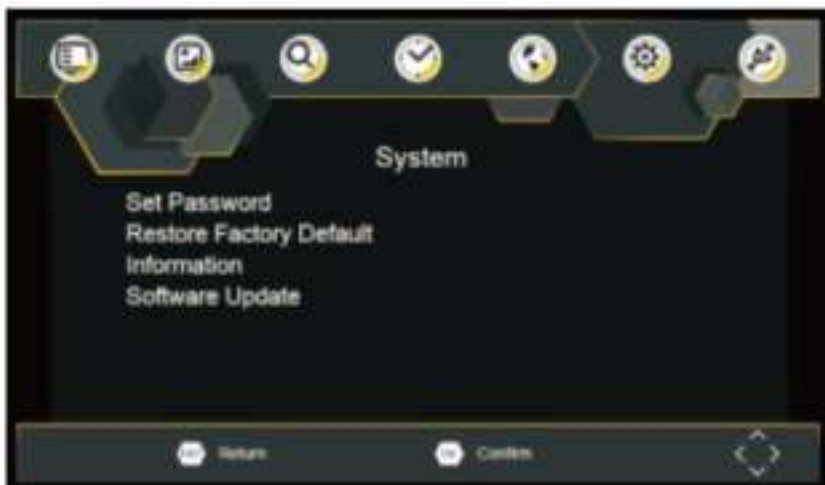 System
Set Password
Restore Factory Default
Information
Software Update
Return Confirm